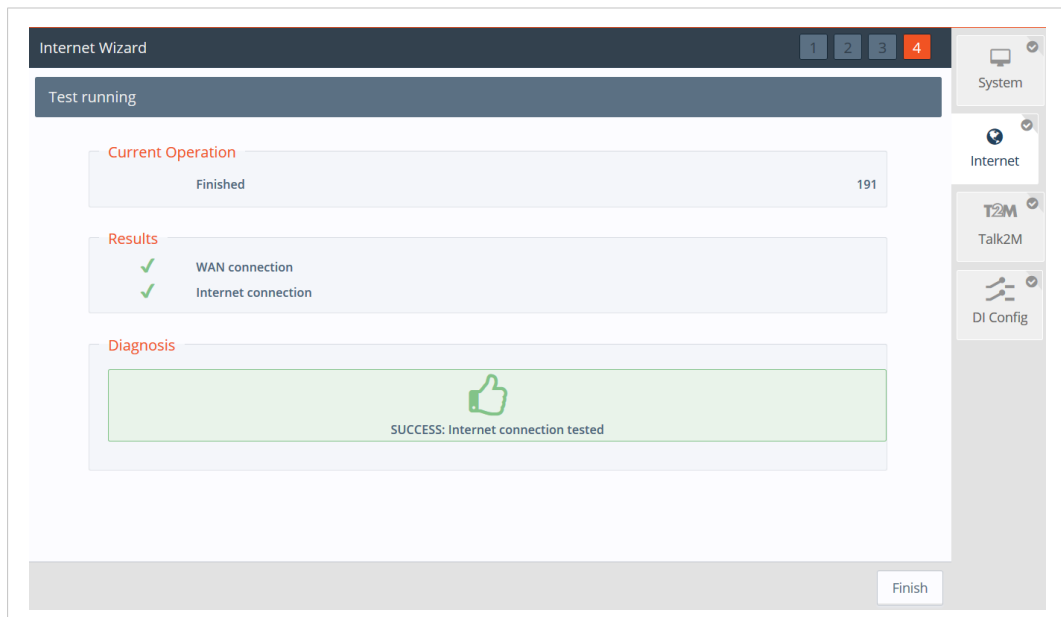 Internet Wizard
1 2 3 4
Test running
Current Operation
Finished 191
Results
WAN connection
Internet connection
Diagnosis
SUCCESS: Internet connection tested
Finish
System
Internet
T2M
Talk2M
DI Config